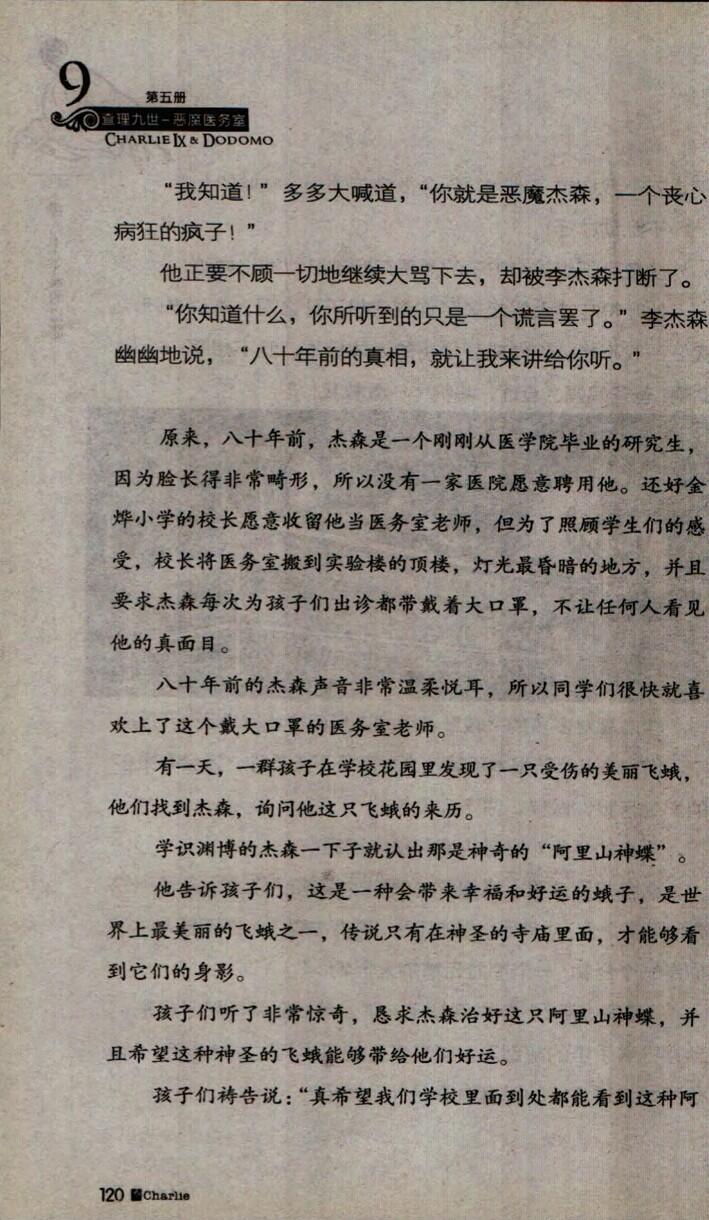 9
第五册
查理九世-恶魔医务室
CHARLIE IX & DODOMO
“我知道！”多多大喊道，“你就是恶魔杰森，一个丧心
病狂的疯子！”
他正要不顾一切地继续大骂下去，却被李杰森打断了。
“你知道什么，你所听到的只是一个谎言罢了。”李杰森
幽幽地说，“八十年前的真相，就让我来讲给你听。”
原来，八十年前，杰森是一个刚刚从医学院毕业的研究生，
因为脸长得非常畸形，所以没有一家医院愿意聘用他。还好金
烨小学的校长愿意收留他当医务室老师，但为了照顾学生们的感
受，校长将医务室搬到实验楼的顶楼，灯光最昏暗的地方，并且
要求杰森每次为孩子们出诊都带戴着大口罩，不让任何人看见
他的真面目。
八十年前的杰森声音非常温柔悦耳，所以同学们很快就喜
欢上了这个戴大口罩的医务室老师。
有一天，一群孩子在学校花园里发现了一只受伤的美丽飞蛾，
他们找到杰森，询问他这只飞蛾的来历。
学识渊博的杰森一下子就认出那是神奇的“阿里山神蝶”。
他告诉孩子们，这是一种会带来幸福和好运的蛾子，是世
界上最美丽的飞蛾之一，传说只有在神圣的寺庙里面，才能够看
到它们的身影。
孩子们听了非常惊奇，恳求杰森治好这只阿里山神蝶，并
且希望这种神圣的飞蛾能够带给他们好运。
孩子们祷告说：“真希望我们学校里面到处都能看到这种阿
120 Charlie